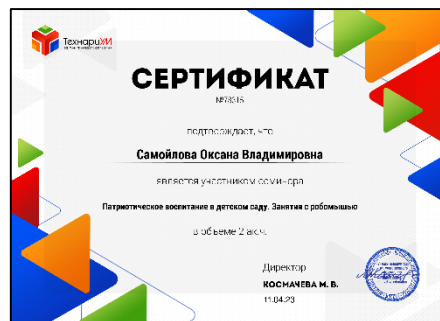 ТехнариУМ
СЕРТИФИКАТ
подтверждает, что
Самойлова Оксана Владимировна
является участником семинара
Патриотическое воспитание в детском саду. Занятия с робомышью
в объеме 2 ак.ч.
Директор
КОСМАЧЕВА М. В.
11.04.23